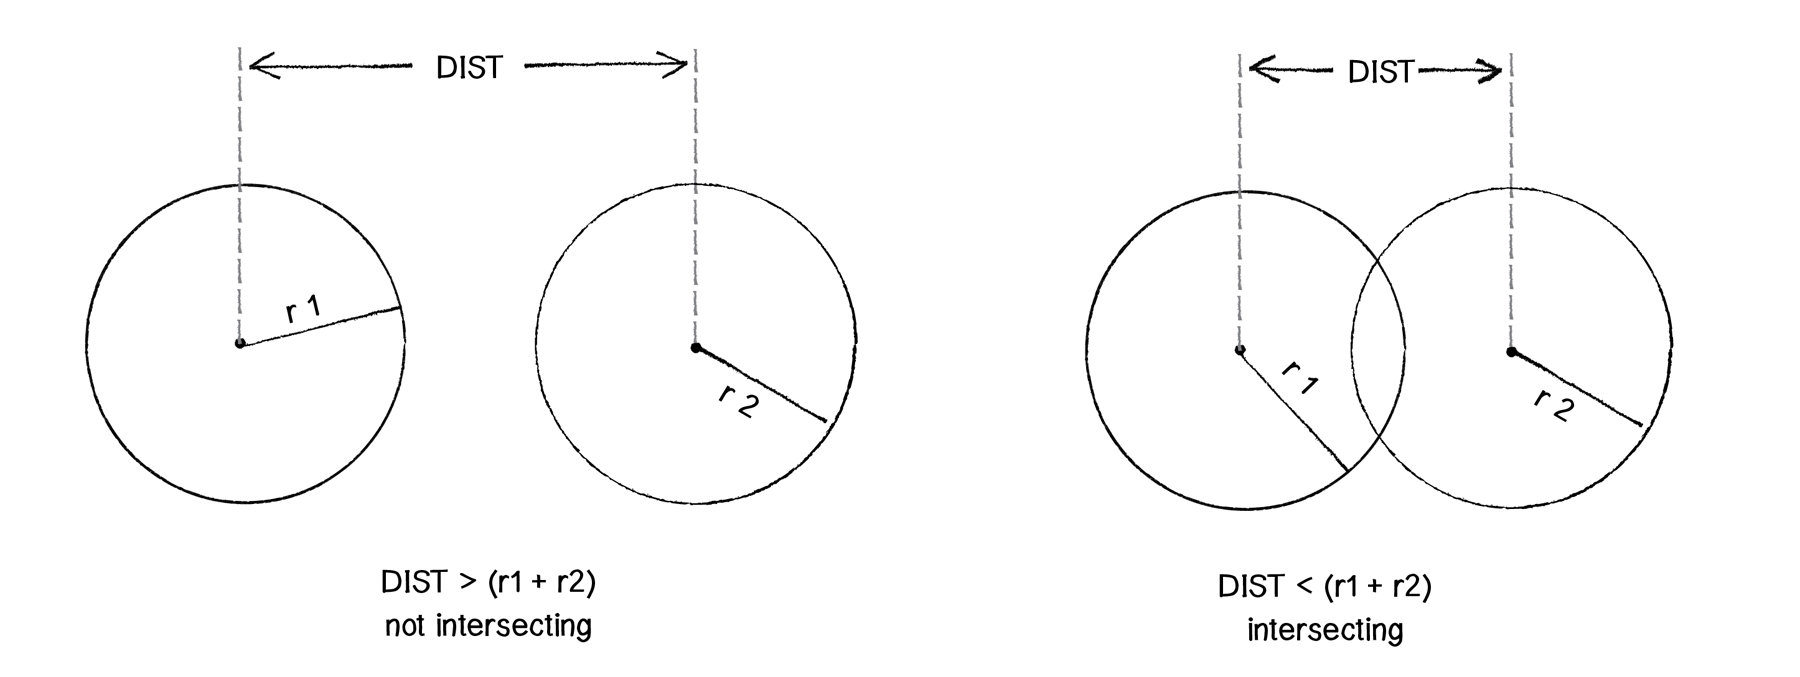 DIST
r 1
r 2
DIST > (r1 + r2)
not intersecting
DIST
r 1
r 2
DIST < (r1 + r2)
intersecting